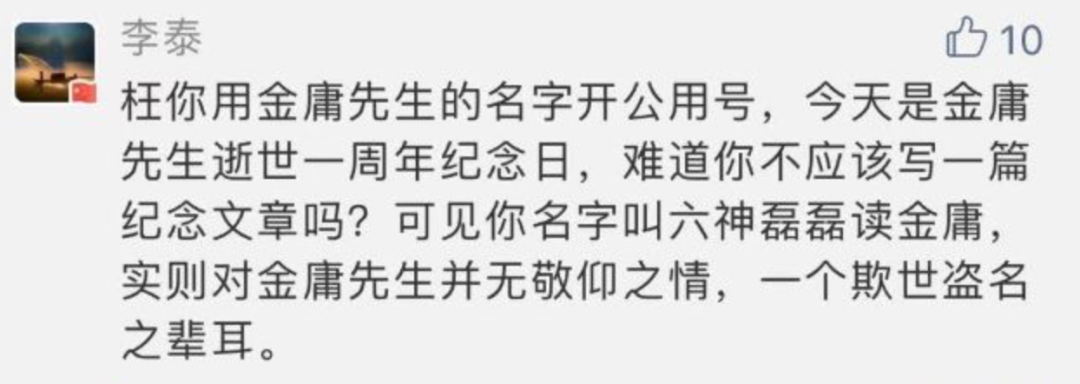 李泰
10
枉你用金庸先生的名字开公用号，今天是金庸
先生逝世一周年纪念日，难道你不应该写一篇
纪念文章吗？可见你名字叫六神磊磊读金庸，
实则对金庸先生并无敬仰之情，一个欺世盗名
之辈耳。